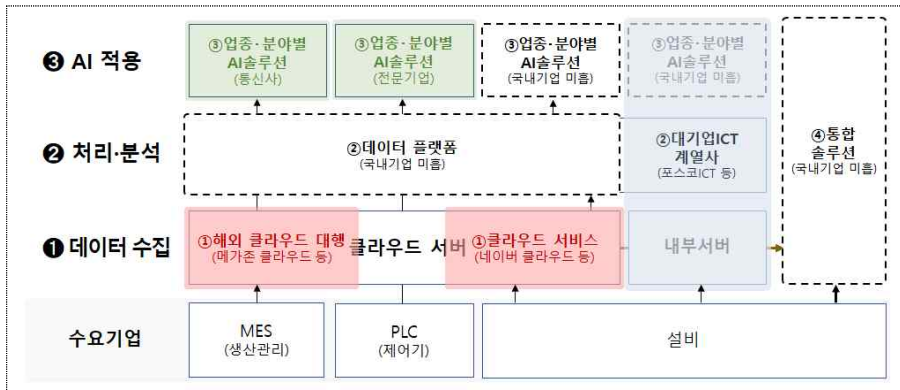 ❸ AI 적용
③업종·분야별
AI솔루션
(통신사)
③업종·분야별
AI솔루션
(전문기업)
③업종·분야별
AI솔루션
(국내기업 미흡)
③업종·분야별
AI솔루션
(국내기업 미흡)
❷ 처리·분석
②데이터 플랫폼
(국내기업 미흡)
②대기업ICT
계열사
(포스코ICT 등)
④통합
솔루션
(국내기업 미흡)
❶ 데이터 수집
①해외 클라우드 대행
(메가존 클라우드 등)
클라우드 서버
①클라우드 서비스
(네이버 클라우드 등)
내부서버
수요기업
MES
(생산관리)
PLC
(제어기)
설비